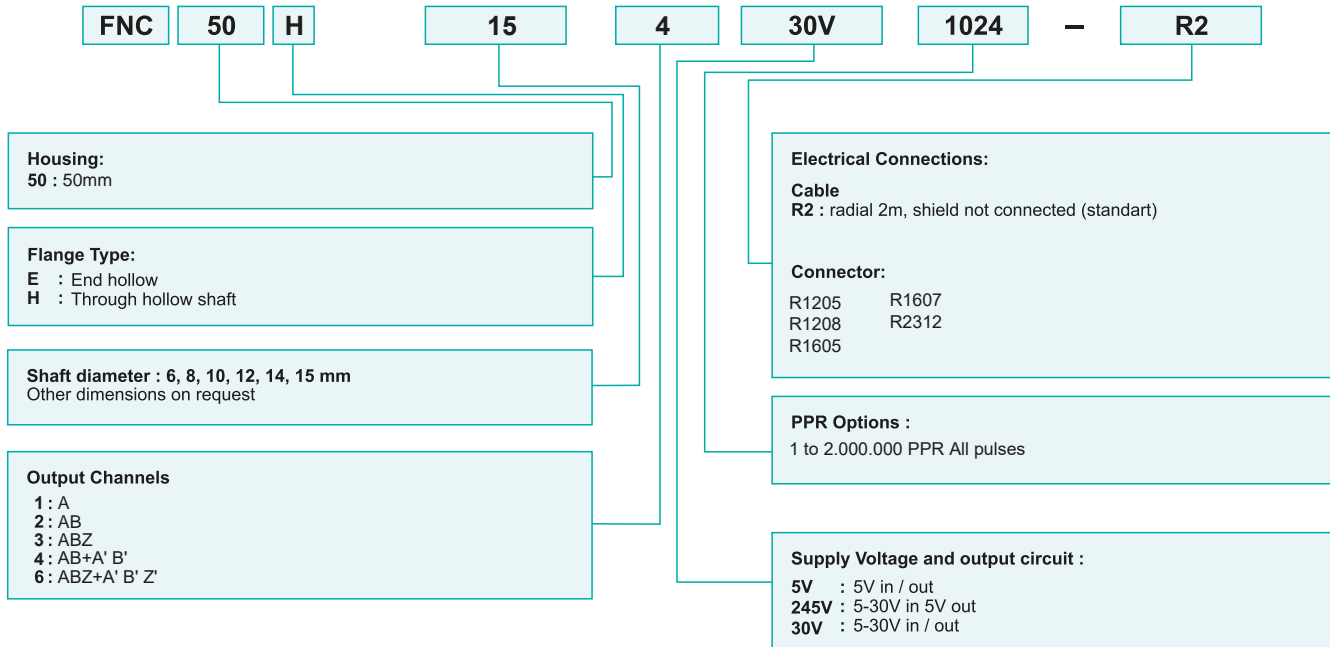 FNC 50 H 15 4 30V 1024 – R2
Housing:
50 : 50mm
Flange Type:
E : End hollow
H : Through hollow shaft
Shaft diameter : 6, 8, 10, 12, 14, 15 mm
Other dimensions on request
Output Channels
1 : A
2 : AB
3 : ABZ
4 : AB+A' B'
6 : ABZ+A' B' Z'
Electrical Connections:
Cable
R2 : radial 2m, shield not connected (standart)
Connector:
R1205
R1208
R1605
R1607
R2312
PPR Options :
1 to 2.000.000 PPR All pulses
Supply Voltage and output circuit :
5V : 5V in / out
245V : 5-30V in 5V out
30V : 5-30V in / out